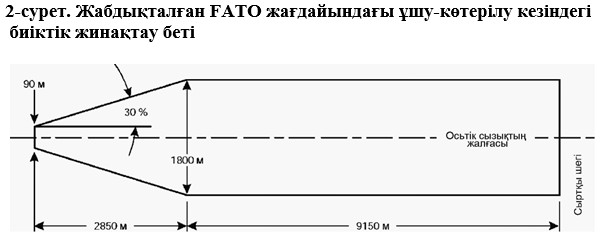 2-сурет. Жабдықталған FATO жағдайындағы ұшу-көтерілу кезіндегі
биіктік жинақтау беті
90 м
30 %
1800 м
Осьтік сызықтың
жалғасы
Сыртқы шегі
2850 м
9150 м